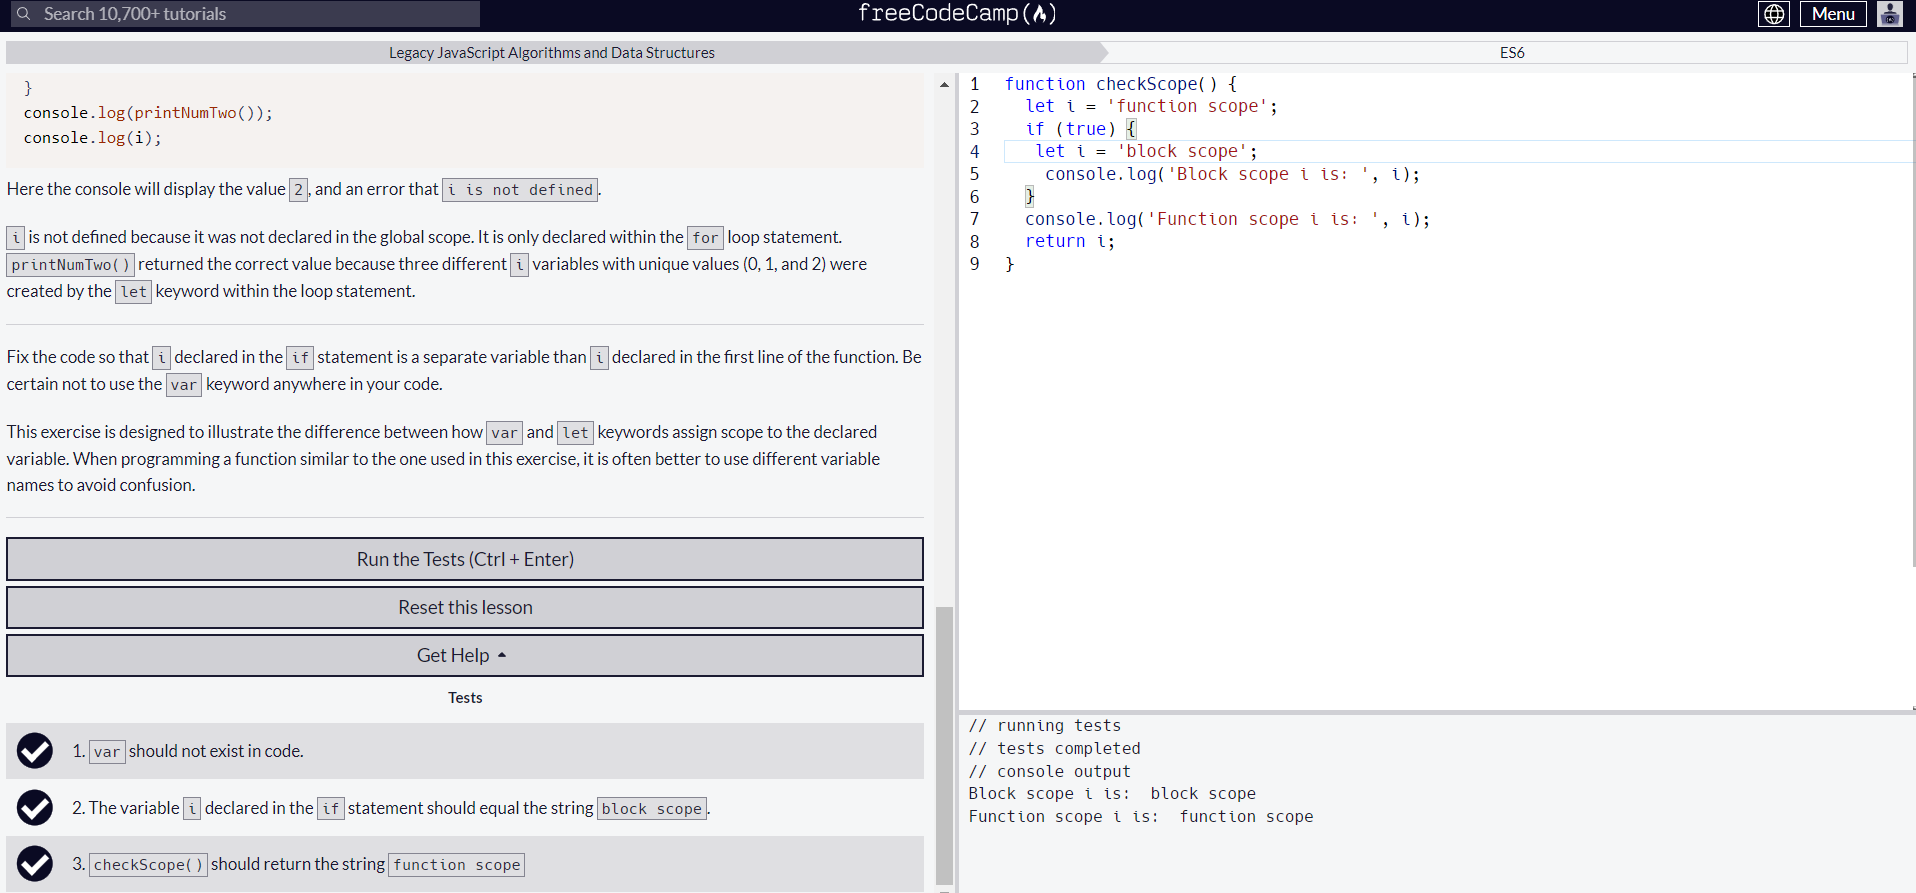 Search 10,700+ tutorials
freeCodeCamp
Menu
Legacy JavaScript Algorithms and Data Structures
ES6
}
console.log(printNumTwo());
console.log(i);
Here the console will display the value 2, and an error that i is not defined.
i is not defined because it was not declared in the global scope. It is only declared within the for loop statement.
printNumTwo() returned the correct value because three different i variables with unique values (0, 1, and 2) were
created by the let keyword within the loop statement.
Fix the code so that i declared in the if statement is a separate variable than i declared in the first line of the function. Be
certain not to use the var keyword anywhere in your code.
This exercise is designed to illustrate the difference between how var and let keywords assign scope to the declared
variable. When programming a function similar to the one used in this exercise, it is often better to use different variable
names to avoid confusion.
Run the Tests (Ctrl + Enter)
Reset this lesson
Get Help
Tests
1. var should not exist in code.
2. The variable i declared in the if statement should equal the string block scope.
3. checkScope() should return the string function scope
1 function checkScope() {
2   let i = 'function scope';
3   if (true) {
4    let i = 'block scope';
5     console.log('Block scope i is: ', i);
6   }
7   console.log('Function scope i is: ', i);
8   return i;
9 }
// running tests
// tests completed
// console output
Block scope i is:  block scope
Function scope i is:  function scope